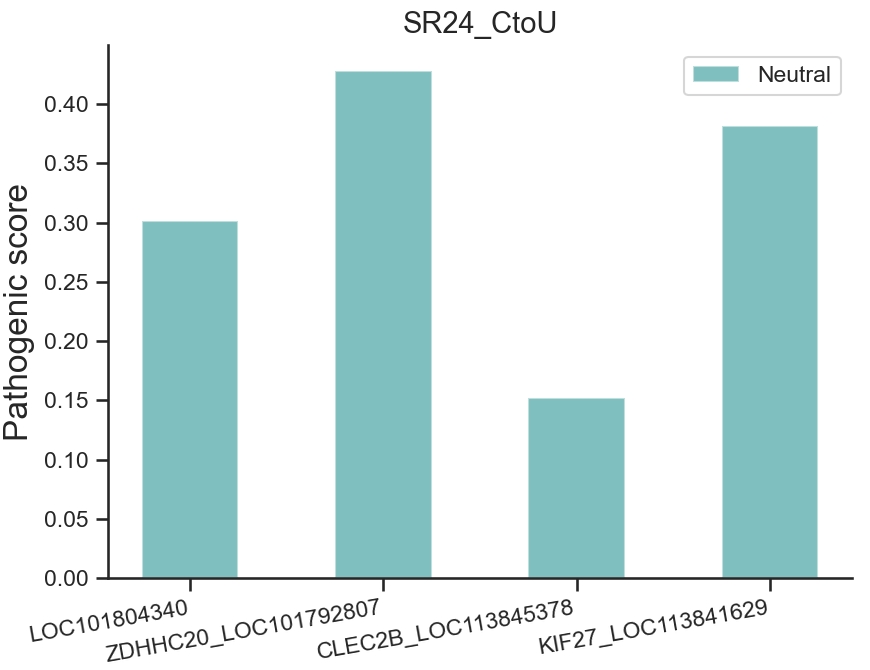 SR24_CtoU
Neutral
Pathogenic score
0.40
0.35
0.30
0.25
0.20
0.15
0.10
0.05
0.00
LOC101804340
ZDHHC20_LOC101792807
CLEC2B_LOC113845378
KIF27_LOC113841629